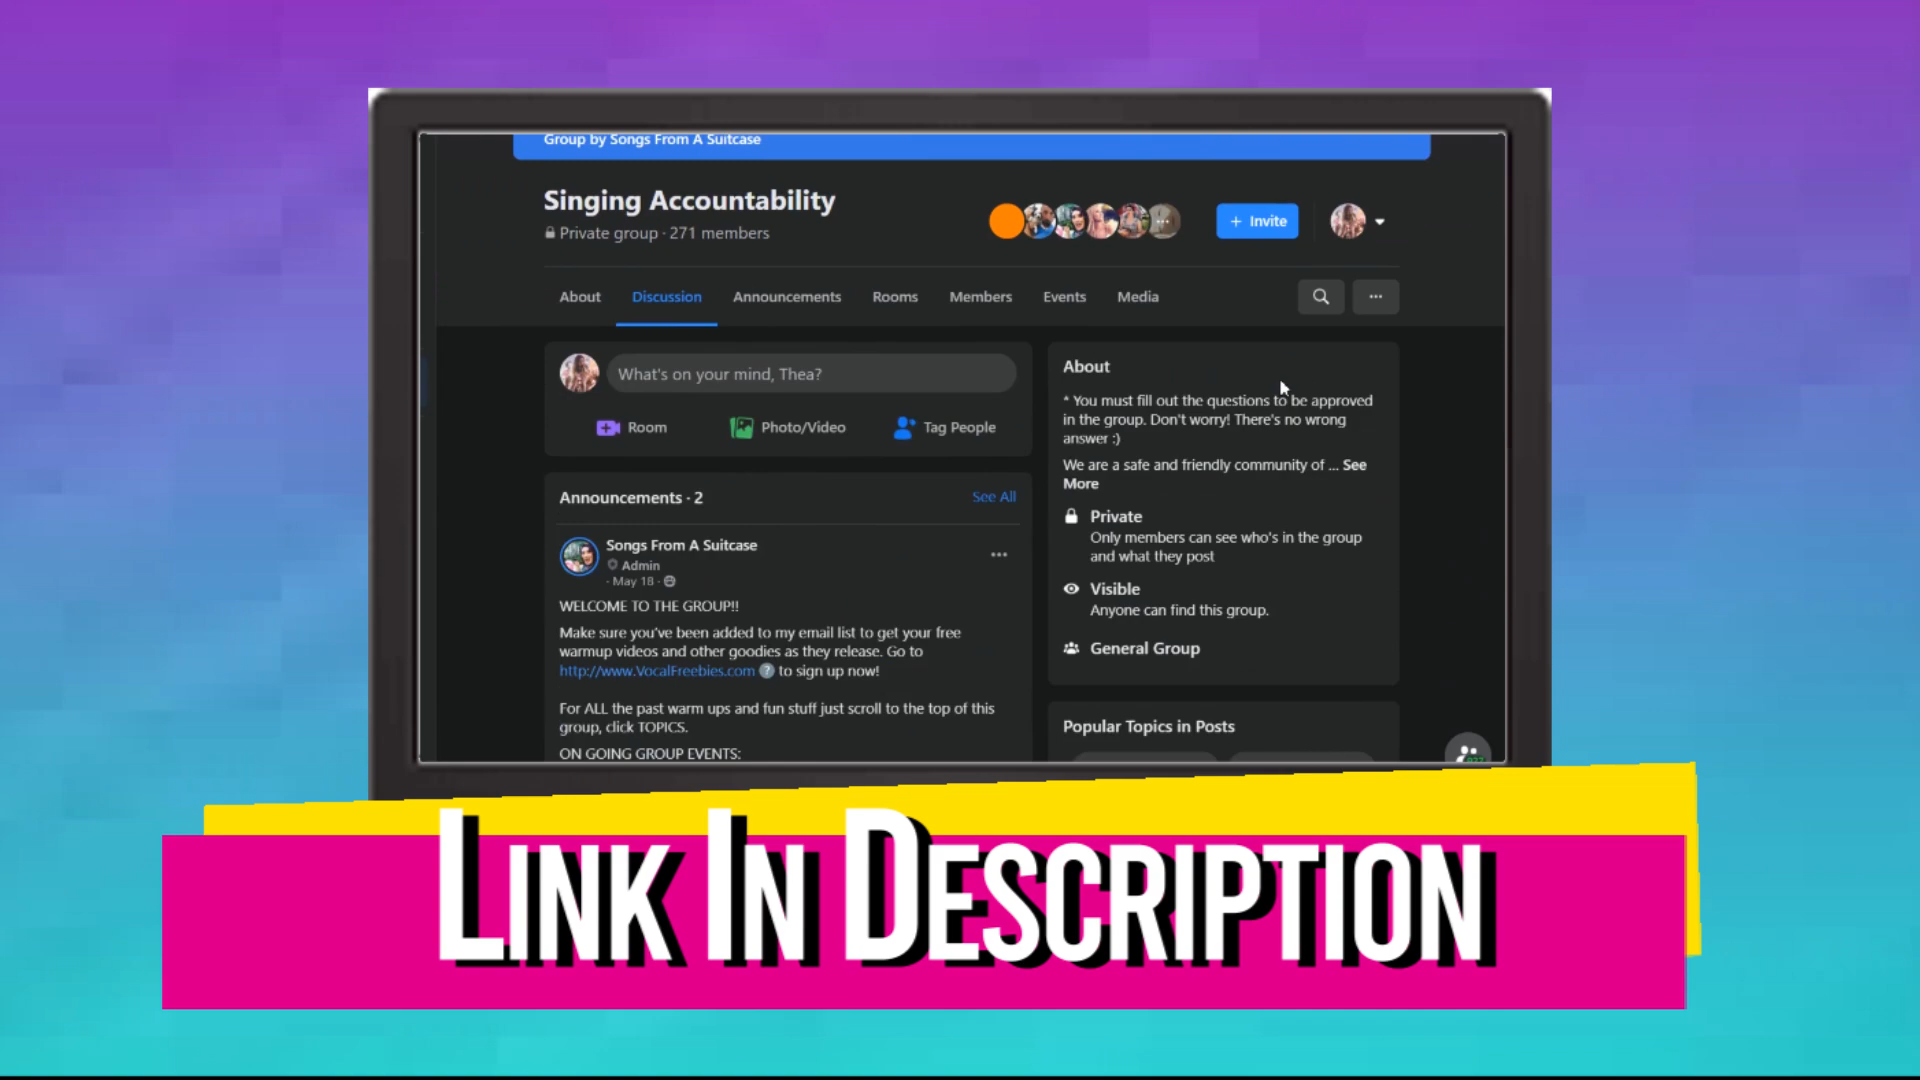 Group by Songs From A Suitcase
Singing Accountability
Private group · 271 members
+ Invite
About Discussion Announcements Rooms Members Events Media
What's on your mind, Thea?
Room Photo/Video Tag People
Announcements · 2 See All
Songs From A Suitcase
Admin
· May 18 ·
WELCOME TO THE GROUP!!
Make sure you've been added to my email list to get your free
warmup videos and other goodies as they release. Go to
http://www.VocalFreebies.com ? to sign up now!
For ALL the past warm ups and fun stuff just scroll to the top of this
group, click TOPICS.
ON GOING GROUP EVENTS:
About
* You must fill out the questions to be approved
in the group. Don't worry! There's no wrong
answer :)
We are a safe and friendly community of ... See
More
Private
Only members can see who's in the group
and what they post
Visible
Anyone can find this group.
General Group
Popular Topics in Posts
LINK IN DESCRIPTION